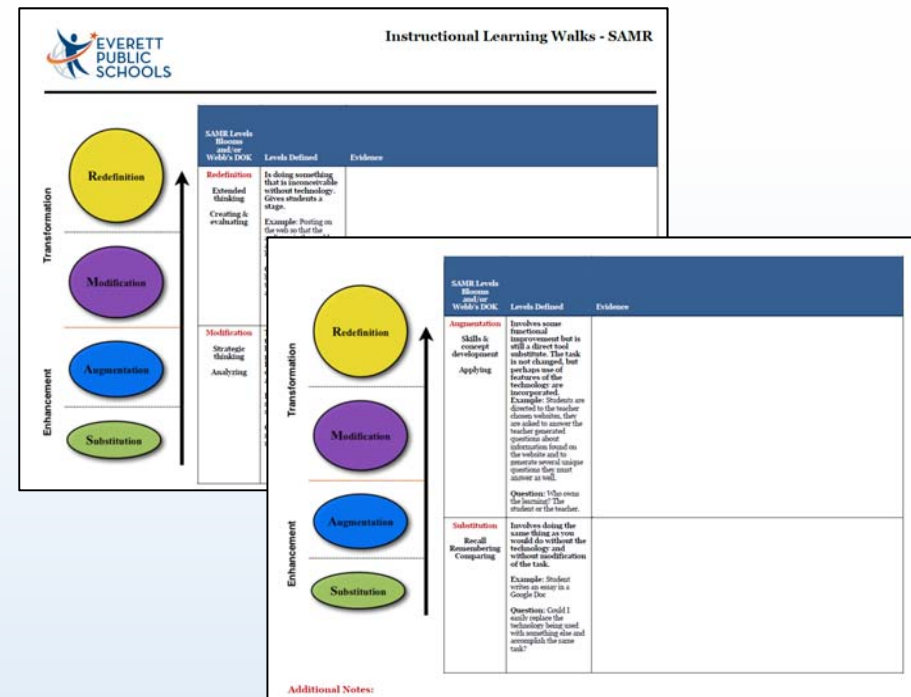 EVERETT
PUBLIC
SCHOOLS
Instructional Learning Walks - SAMR
Transformation
Enhancement
Redefinition
Modification
Augmentation
Substitution
SAMR Levels
Blooms
and/or
Webb's DOK
Levels Defined
Evidence
Redefinition
Extended
thinking
Creating &
evaluating
Is doing something
that is inconceivable
without technology.
Gives students a
stage.
Example: Posting on
the web so that the
Modification
Strategic
thinking
Analyzing
Transformation
Enhancement
Redefinition
Modification
Augmentation
Substitution
SAMR Levels
Blooms
and/or
Webb's DOK
Levels Defined
Evidence
Augmentation
Skills &
concept
development
Applying
Involves some
functional
improvement but is
still a direct tool
substitute. The task
is not changed, but
perhaps use of
features of the
technology are
incorporated.
Example: Students are
directed to the teacher
chosen websites, they
are asked to answer the
teacher generated
questions about
information found on
the website and to
generate several unique
questions they must
answer as well.
Question: Who owns
the learning? The
student or the teacher.
Substitution
Recall
Remembering
Comparing
Involves doing the
same thing as you
would do without the
technology and
without modification
of the task.
Example: Student
writes an essay in a
Google Doc
Question: Could I
easily replace the
technology being used
with something else and
accomplish the same
task?
Additional Notes: